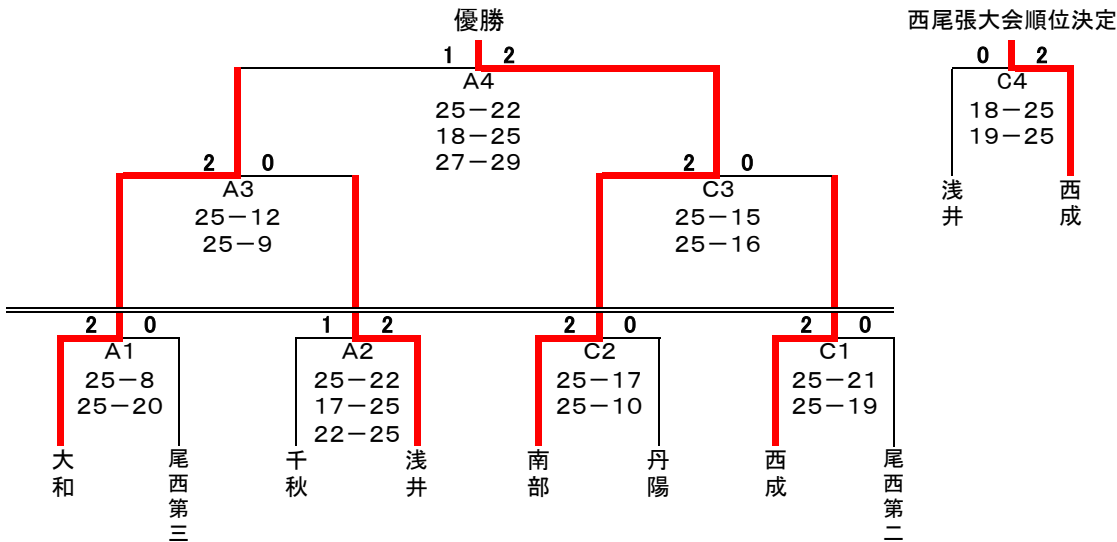 優勝
西尾張大会順位決定
1 2
0 2
A4
25－22
18－25
27－29
C4
18－25
19－25
浅井
西成
2 0
A3
25－12
25－9
2 0
C3
25－15
25－16
2 0
A1
25－8
25－20
1 2
A2
25－22
17－25
22－25
2 0
C2
25－17
25－10
2 0
C1
25－21
25－19
大和
尾西第三
千秋
浅井
南部
丹陽
西成
尾西第二